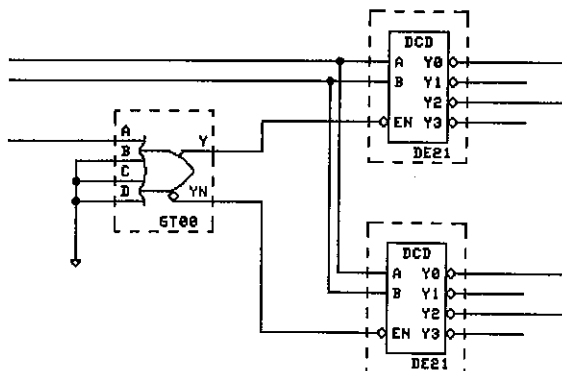 DCD
A Y0
B Y1
Y2
EN Y3
DE21
A
B Y
C
D YN
GT00
DCD
A Y0
B Y1
Y2
EN Y3
DE21